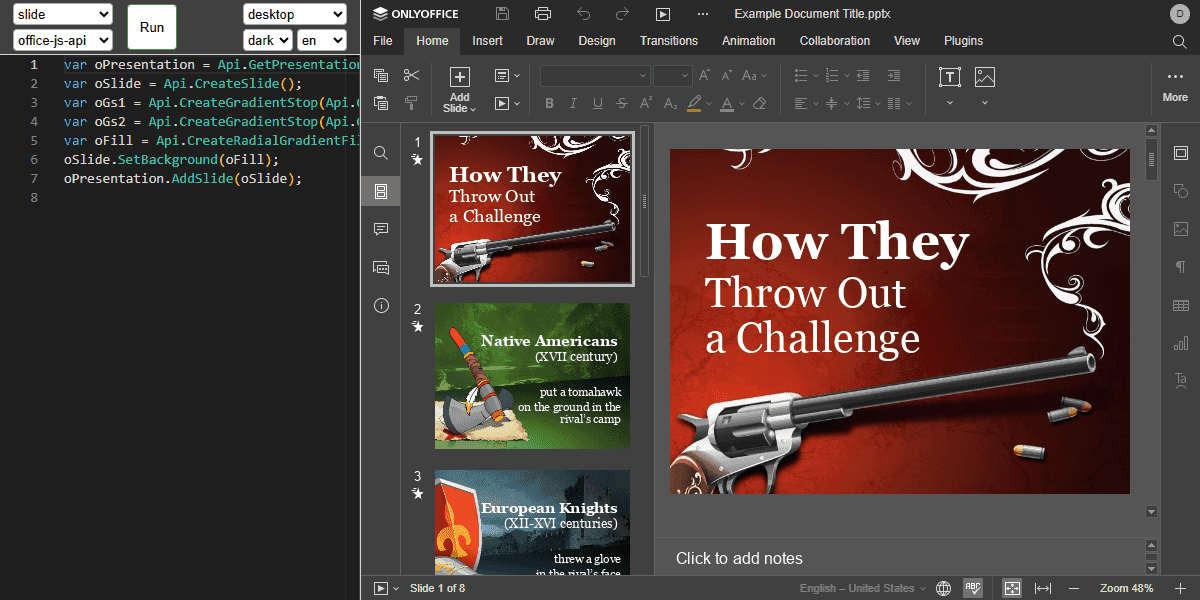 slide
office-js-api
Run
desktop
dark
en
1 var oPresentation = Api.GetPresentation
2 var oSlide = Api.CreateSlide();
3 var oGs1 = Api.CreateGradientStop(Api.
4 var oGs2 = Api.CreateGradientStop(Api.
5 var oFill = Api.CreateRadialGradientFil
6 oSlide.SetBackground(oFill);
7 oPresentation.AddSlide(oSlide);
8
ONLYOFFICE
Example Document Title.pptx
D
File Home Insert Draw Design Transitions Animation Collaboration View Plugins
Add
Slide
Aa
B I U S A² A₂ A
More
1
How They
Throw Out
a Challenge
2
Native Americans
(XVII century)
put a tomahawk
on the ground in the
rival's camp
3
European Knights
(XII-XVI centuries)
threw a glove
in the rival's face
How They
Throw Out
a Challenge
Click to add notes
Slide 1 of 8
English – United States
ABC
Zoom 48%